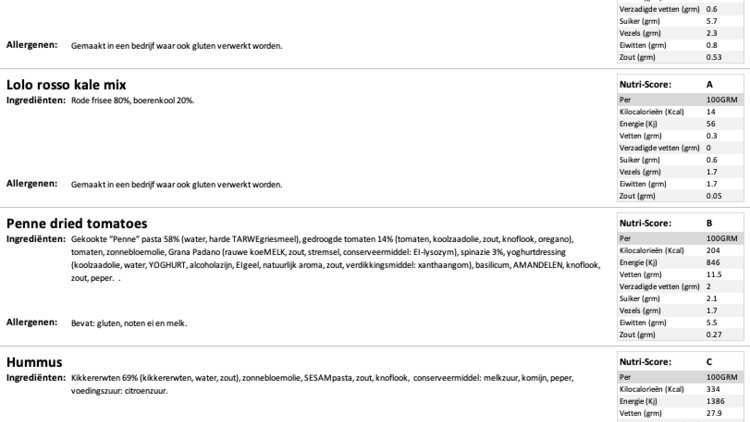 Verzadigde vetten (grm) 0.6
Suiker (grm) 5.7
Vezels (grm) 2.3
Eiwitten (grm) 0.8
Zout (grm) 0.53
Allergenen: Gemaakt in een bedrijf waar ook gluten verwerkt worden.
Lolo rosso kale mix
Ingrediënten: Rode frisee 80%, boerenkool 20%.
Allergenen: Gemaakt in een bedrijf waar ook gluten verwerkt worden.
Nutri-Score: A
Per 100GRM
Kilocalorieën (Kcal) 14
Energie (Kj) 56
Vetten (grm) 0.3
Verzadigde vetten (grm) 0
Suiker (grm) 0.6
Vezels (grm) 1.7
Eiwitten (grm) 1.7
Zout (grm) 0.05
Penne dried tomatoes
Ingrediënten: Gekookte “Penne” pasta 58% (water, harde TARWEgriesmeel), gedroogde tomaten 14% (tomaten, koolzaadolie, zout, knoflook, oregano),
tomaten, zonnebloemolie, Grana Padano (rauwe koeMELK, zout, stremsel, conserveermiddel: EI-lysozym), spinazie 3%, yoghurtdressing
(koolzaadolie, water, YOGHURT, alcoholazijn, EIgeel, natuurlijk aroma, zout, verdikkingsmiddel: xanthaangom), basilicum, AMANDELEN, knoflook,
zout, peper. .
Allergenen: Bevat: gluten, noten ei en melk.
Nutri-Score: B
Per 100GRM
Kilocalorieën (Kcal) 204
Energie (Kj) 846
Vetten (grm) 11.5
Verzadigde vetten (grm) 2
Suiker (grm) 2.1
Vezels (grm) 1.7
Eiwitten (grm) 5.5
Zout (grm) 0.27
Hummus
Ingrediënten: Kikkererwten 69% (kikkererwten, water, zout), zonnebloemolie, SESAMpasta, zout, knoflook, conserveermiddel: melkzuur, komijn, peper,
voedingszuur: citroenzuur.
Nutri-Score: C
Per 100GRM
Kilocalorieën (Kcal) 334
Energie (Kj) 1386
Vetten (grm) 27.9